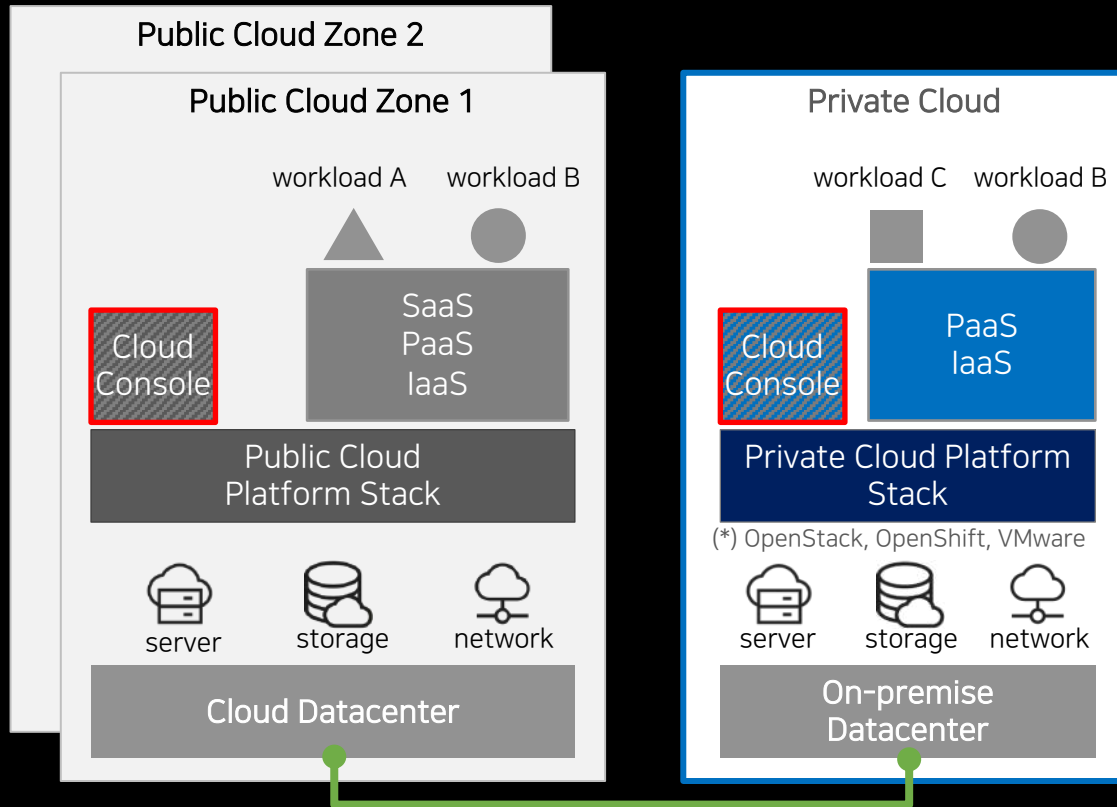 Public Cloud Zone 2
Public Cloud Zone 1
workload A
workload B
Cloud
Console
SaaS
PaaS
IaaS
Public Cloud
Platform Stack
server
storage
network
Cloud Datacenter
Private Cloud
workload C
workload B
Cloud
Console
PaaS
IaaS
Private Cloud Platform
Stack
(*) OpenStack, OpenShift, VMware
server
storage
network
On-premise
Datacenter